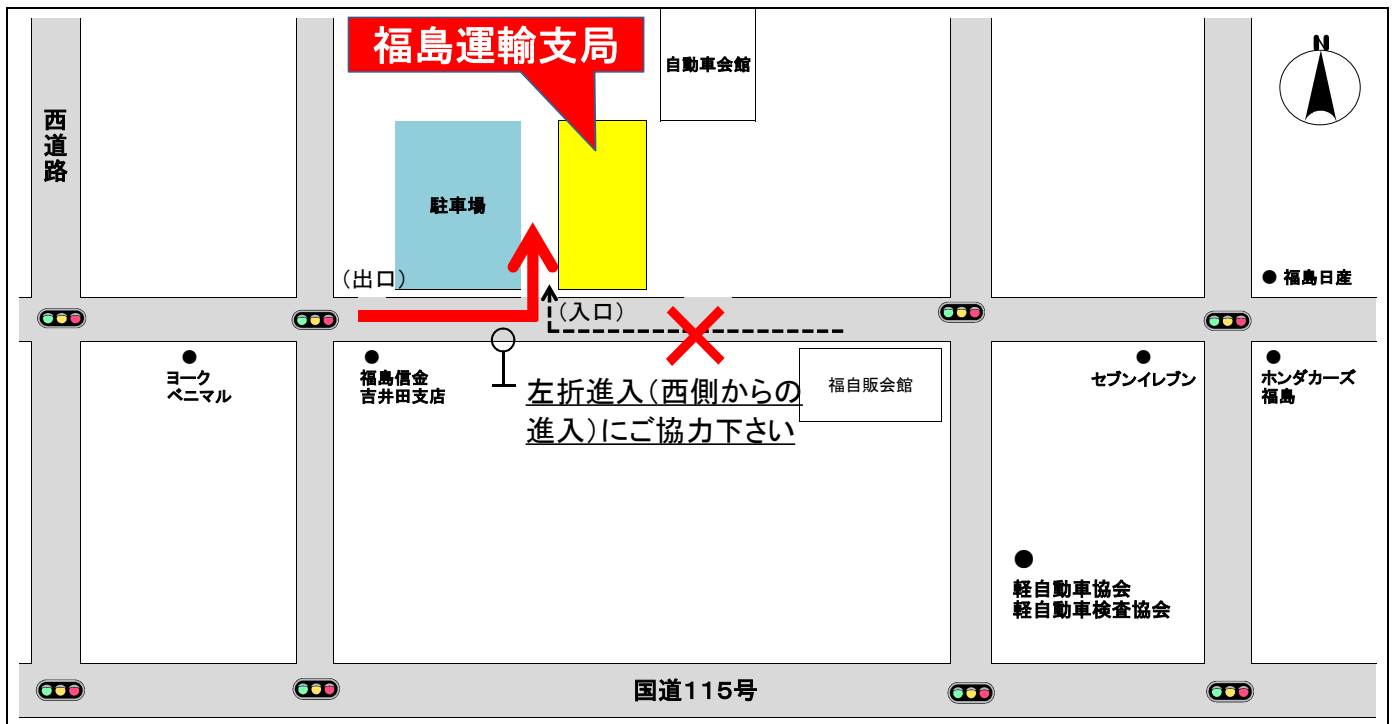 福島運輸支局
自動車会館
N
西道路
駐車場
(出口)
(入口)
福島日産
ヨーク
ベニマル
福島信金
吉井田支店
左折進入(西側からの
進入)にご協力下さい
福自販会館
セブンイレブン
ホンダカーズ
福島
軽自動車協会
軽自動車検査協会
国道115号